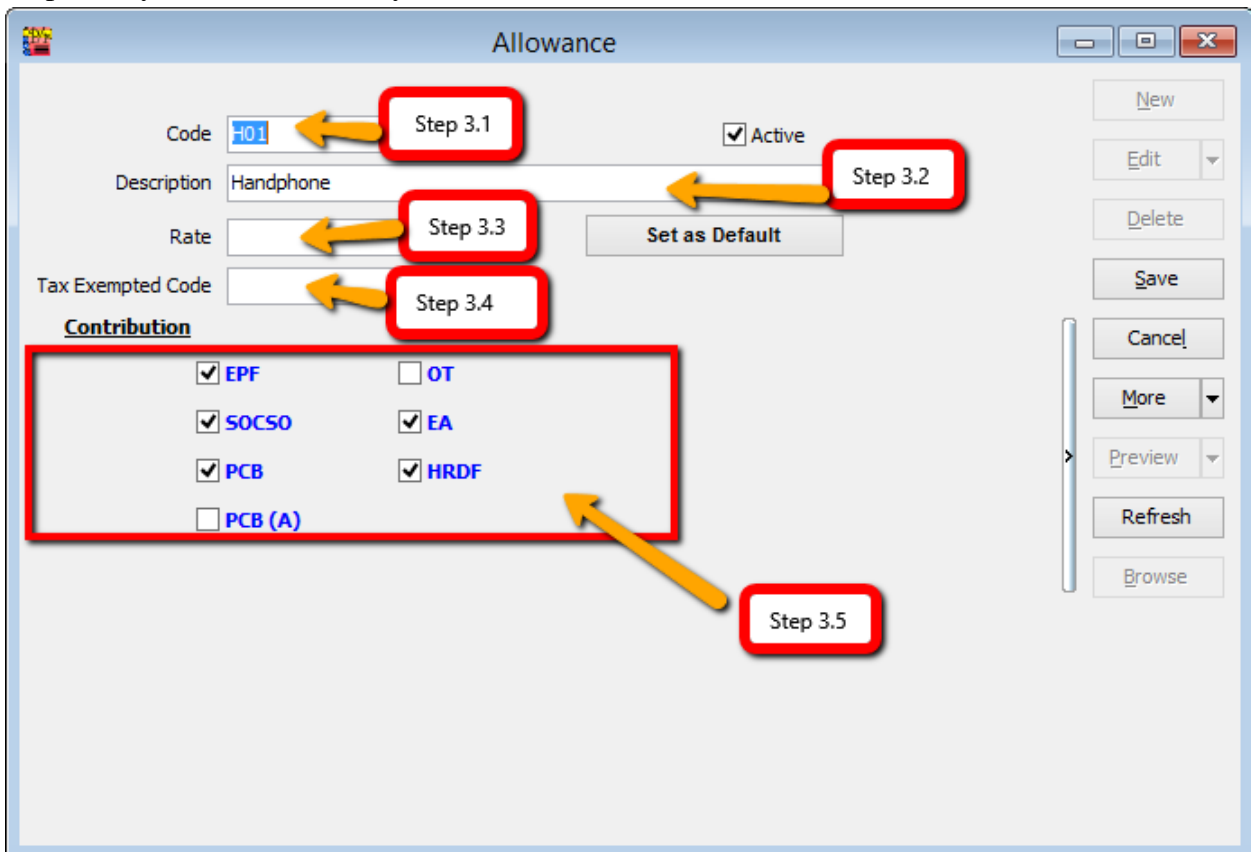 Allowance
New
Code H01 Step 3.1 Active
Edit
Description Handphone Step 3.2
Delete
Rate Step 3.3 Set as Default
Tax Exempted Code Step 3.4
Save
Contribution
Cancel
EPF OT
More
SOCSO EA
Preview
PCB HRDF
Refresh
PCB (A)
Browse
Step 3.5